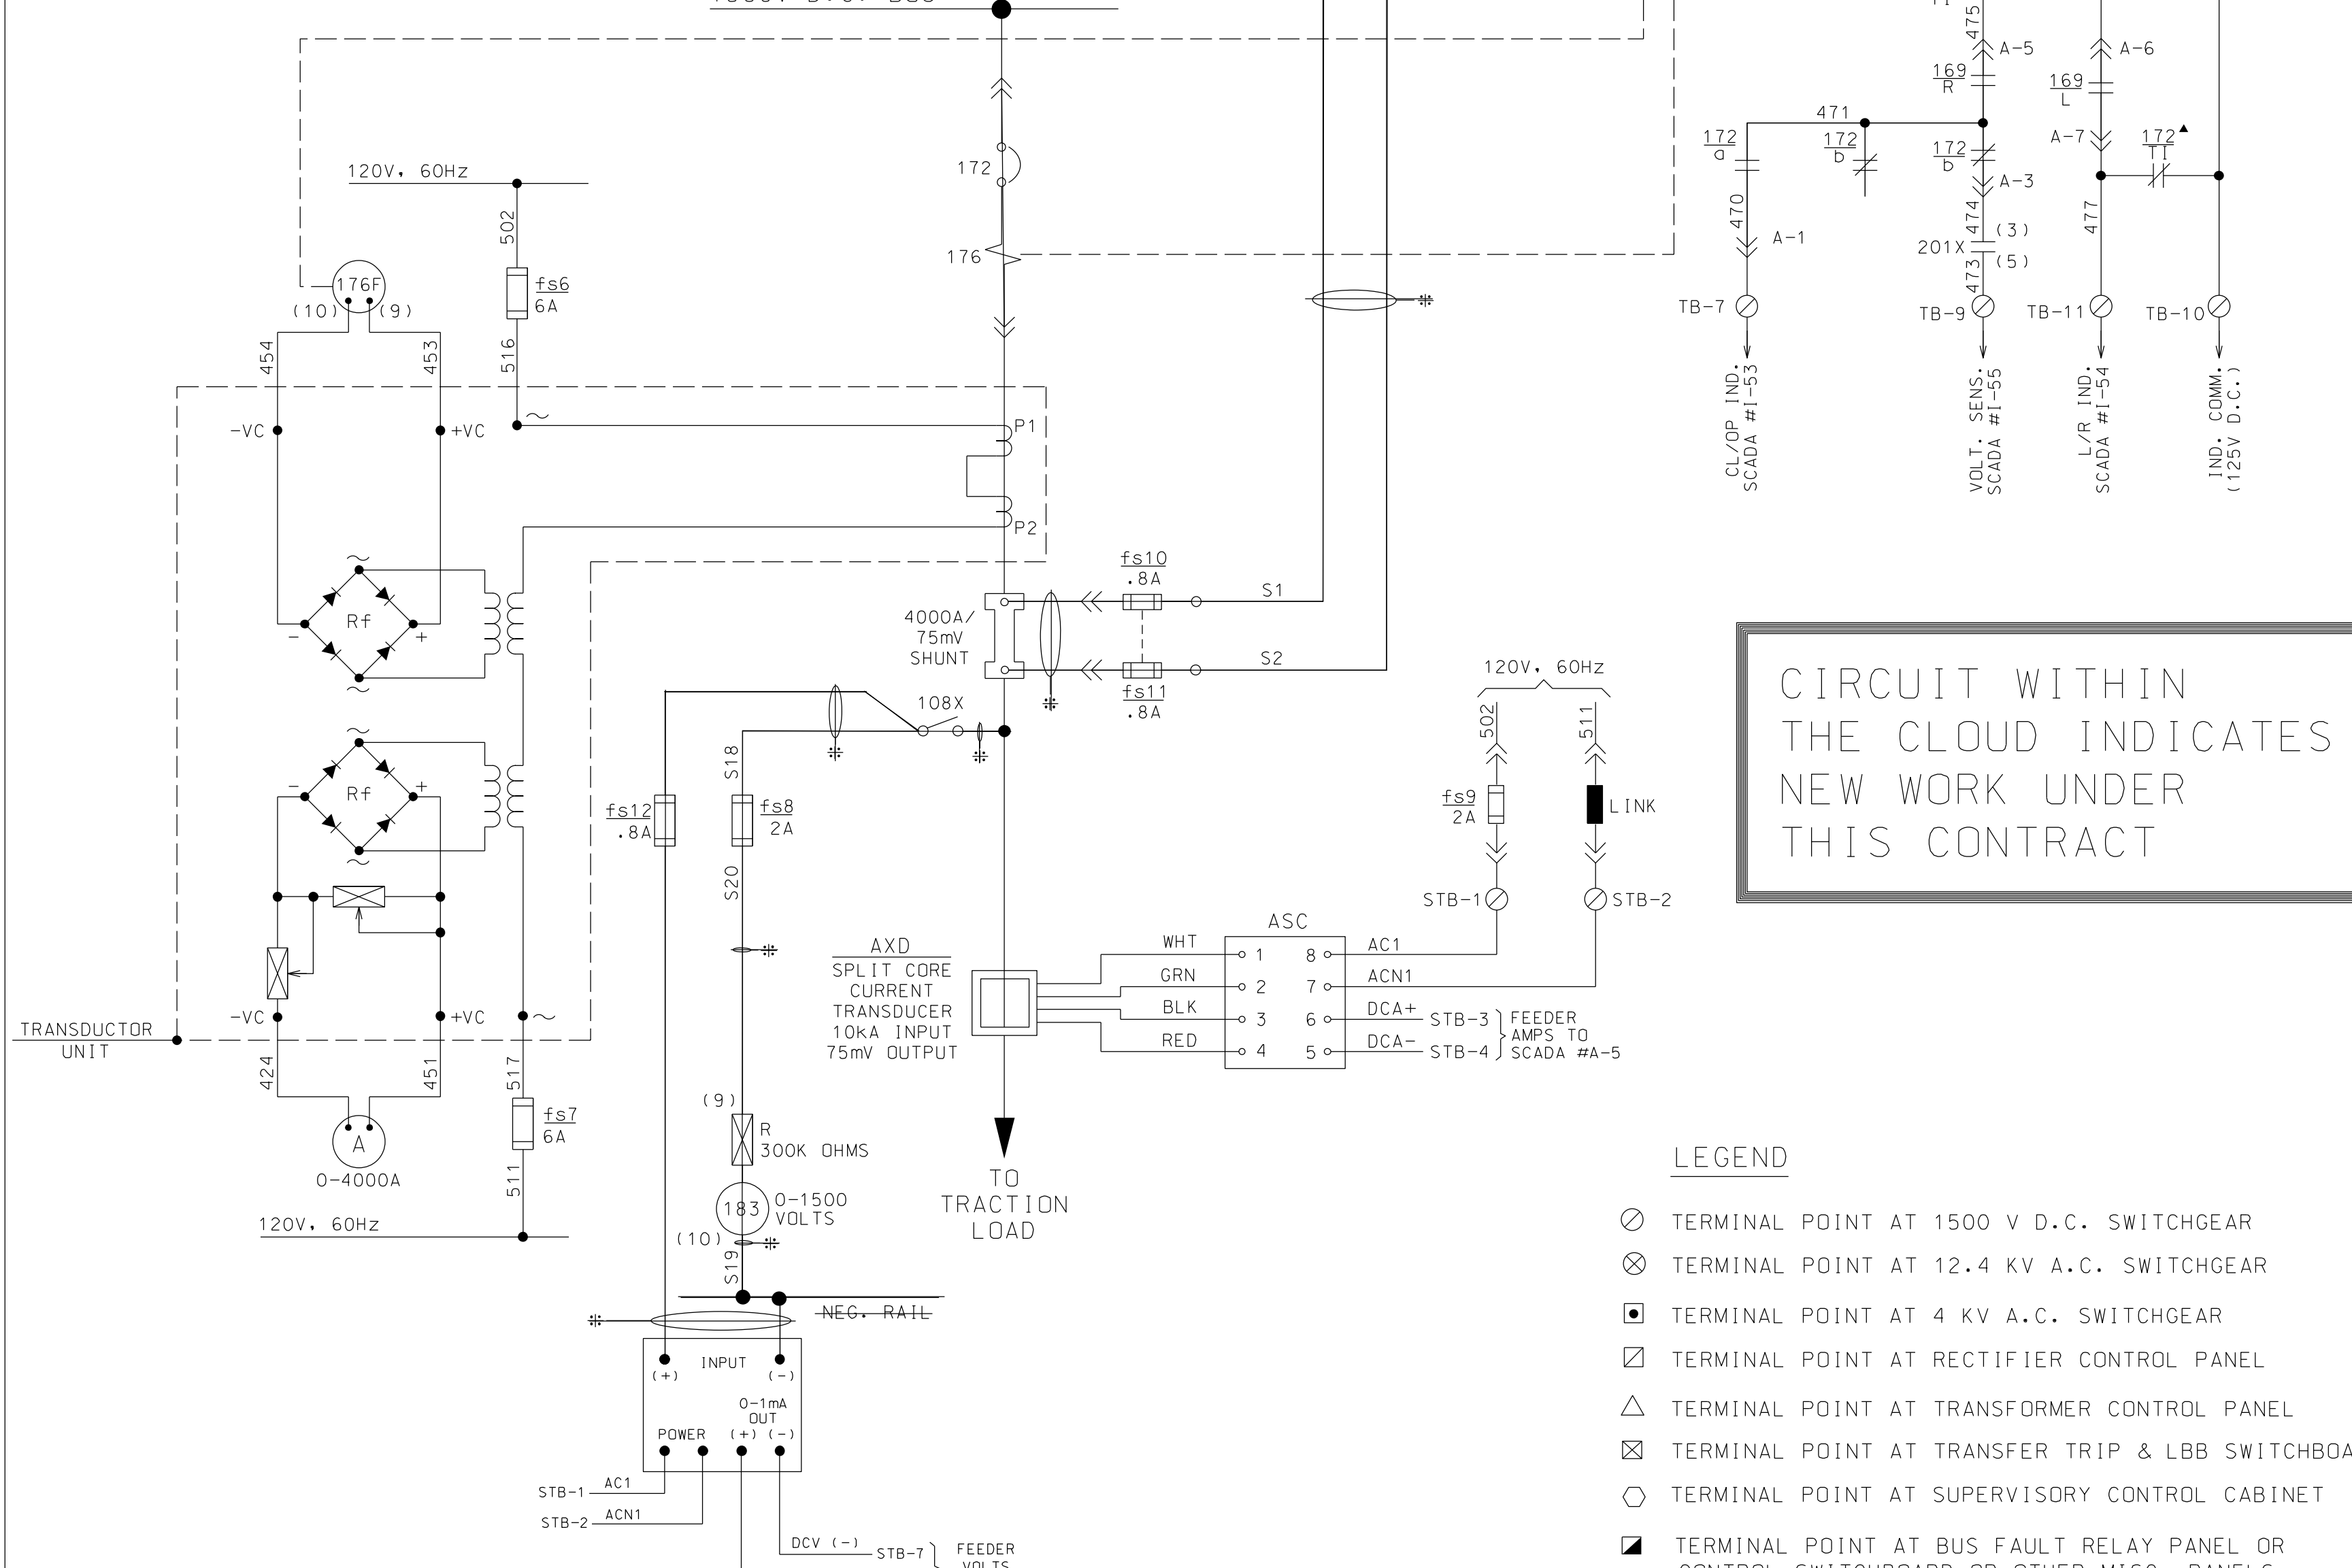 475
A-5
A-6
169
R
169
L
471
172
a
172
b
172
b
A-7
172
TI
A-3
120V, 60Hz
172
502
470
474
477
A-1
201X
(3)
(5)
473
176
176F
(10)
(9)
fs6
6A
TB-7
TB-9
TB-11
TB-10
454
453
516
CL/OP IND.
SCADA #I-53
VOLT. SENS.
SCADA #I-55
L/R IND.
SCADA #I-54
IND. COMM.
(125V D.C.)
-VC
+VC
P1
P2
fs10
.8A
S1
4000A/
75mV
SHUNT
Rf
-
+
S2
fs11
.8A
120V, 60Hz
CIRCUIT WITHIN
THE CLOUD INDICATES
NEW WORK UNDER
THIS CONTRACT
108X
502
511
S18
Rf
-
+
fs12
.8A
fs8
2A
fs9
2A
LINK
S20
STB-1
STB-2
ASC
AXD
SPLIT CORE
CURRENT
TRANSDUCER
10kA INPUT
75mV OUTPUT
WHT
1
8
AC1
GRN
2
7
ACN1
BLK
3
6
DCA+
STB-3
RED
4
5
DCA-
STB-4
FEEDER
AMPS TO
SCADA #A-5
-VC
+VC
TRANSDUCTOR
UNIT
424
451
517
fs7
6A
A
0-4000A
(9)
R
300K OHMS
511
TO
TRACTION
LOAD
183
0-1500
VOLTS
(10)
S19
120V, 60Hz
NEG. RAIL
INPUT
(+)
(-)
0-1mA
OUT
POWER
(+)
(-)
STB-1
AC1
STB-2
ACN1
DCV (-)
STB-7
FEEDER
VOLTS
LEGEND
TERMINAL POINT AT 1500 V D.C. SWITCHGEAR
TERMINAL POINT AT 12.4 KV A.C. SWITCHGEAR
TERMINAL POINT AT 4 KV A.C. SWITCHGEAR
TERMINAL POINT AT RECTIFIER CONTROL PANEL
TERMINAL POINT AT TRANSFORMER CONTROL PANEL
TERMINAL POINT AT TRANSFER TRIP & LBB SWITCHBOA
TERMINAL POINT AT SUPERVISORY CONTROL CABINET
TERMINAL POINT AT BUS FAULT RELAY PANEL OR
CONTROL SWITCHBOARD OR OTHER MISC. PANELS